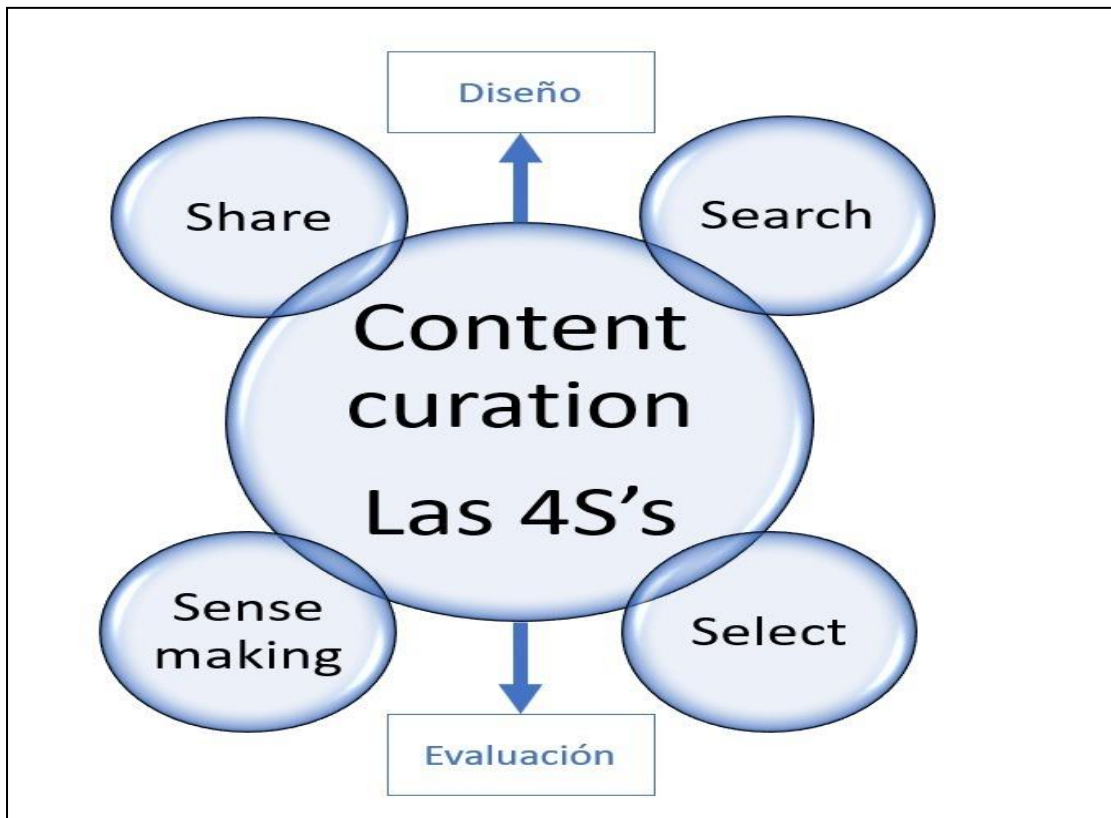 Diseño
Share
Search
Content
curation
Las 4S's
Sense
making
Select
Evaluación